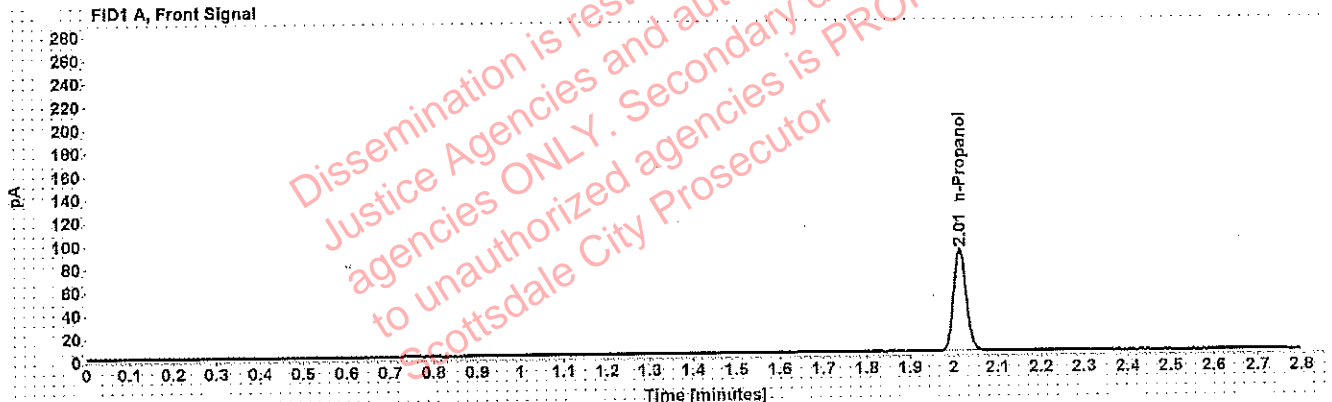 FID1 A, Front Signal
280
260
240
220
200
180
160
140
120
100
80
60
40
20
0
pA
2.01 n-Propanol
0 0.1 0.2 0.3 0.4 0.5 0.6 0.7 0.8 0.9 1 1.1 1.2 1.3 1.4 1.5 1.6 1.7 1.8 1.9 2 2.1 2.2 2.3 2.4 2.5 2.6 2.7 2.8
Time [minutes]
Dissemination is
Justice Agencies and
agencies ONLY. Secondary
to unauthorized agencies is
Scottsdale City Prosecutor